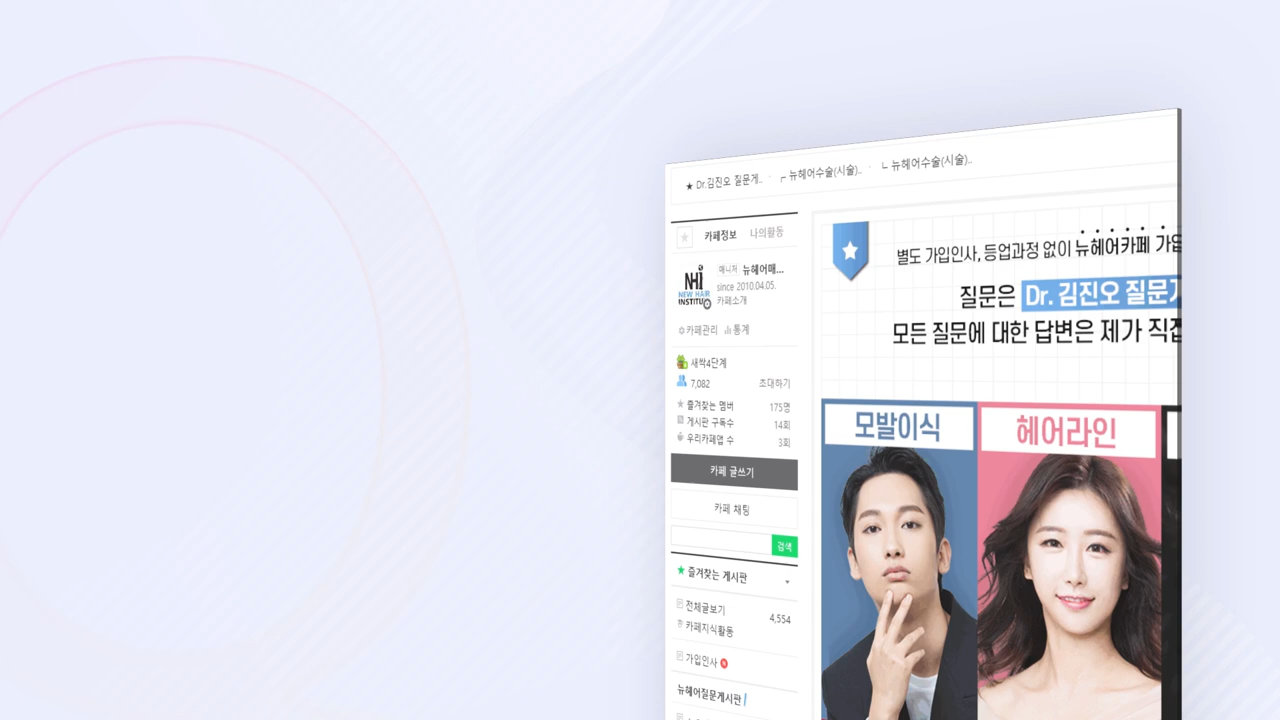 ★ Dr.김진오 질문게.. · ┌ 뉴헤어수술(시술).. · ㄴ 뉴헤어수술(시술)..
카페정보 나의활동
NHI
NEW HAIR
INSTITU
매니저 뉴헤어매...
since 2010.04.05.
카페소개
카페관리 통계
새싹4단계
7,082 초대하기
즐겨찾는 멤버 175명
게시판 구독수 14회
우리카페앱 수 3회
카페 글쓰기
카페 채팅
검색
즐겨찾는 게시판
전체글보기 4,554
카페지식활동
가입인사
뉴헤어질문게시판
별도 가입인사, 등업과정 없이 뉴헤어카페 가입
질문은 Dr. 김진오 질문
모든 질문에 대한 답변은 제가 직접
모발이식
헤어라인